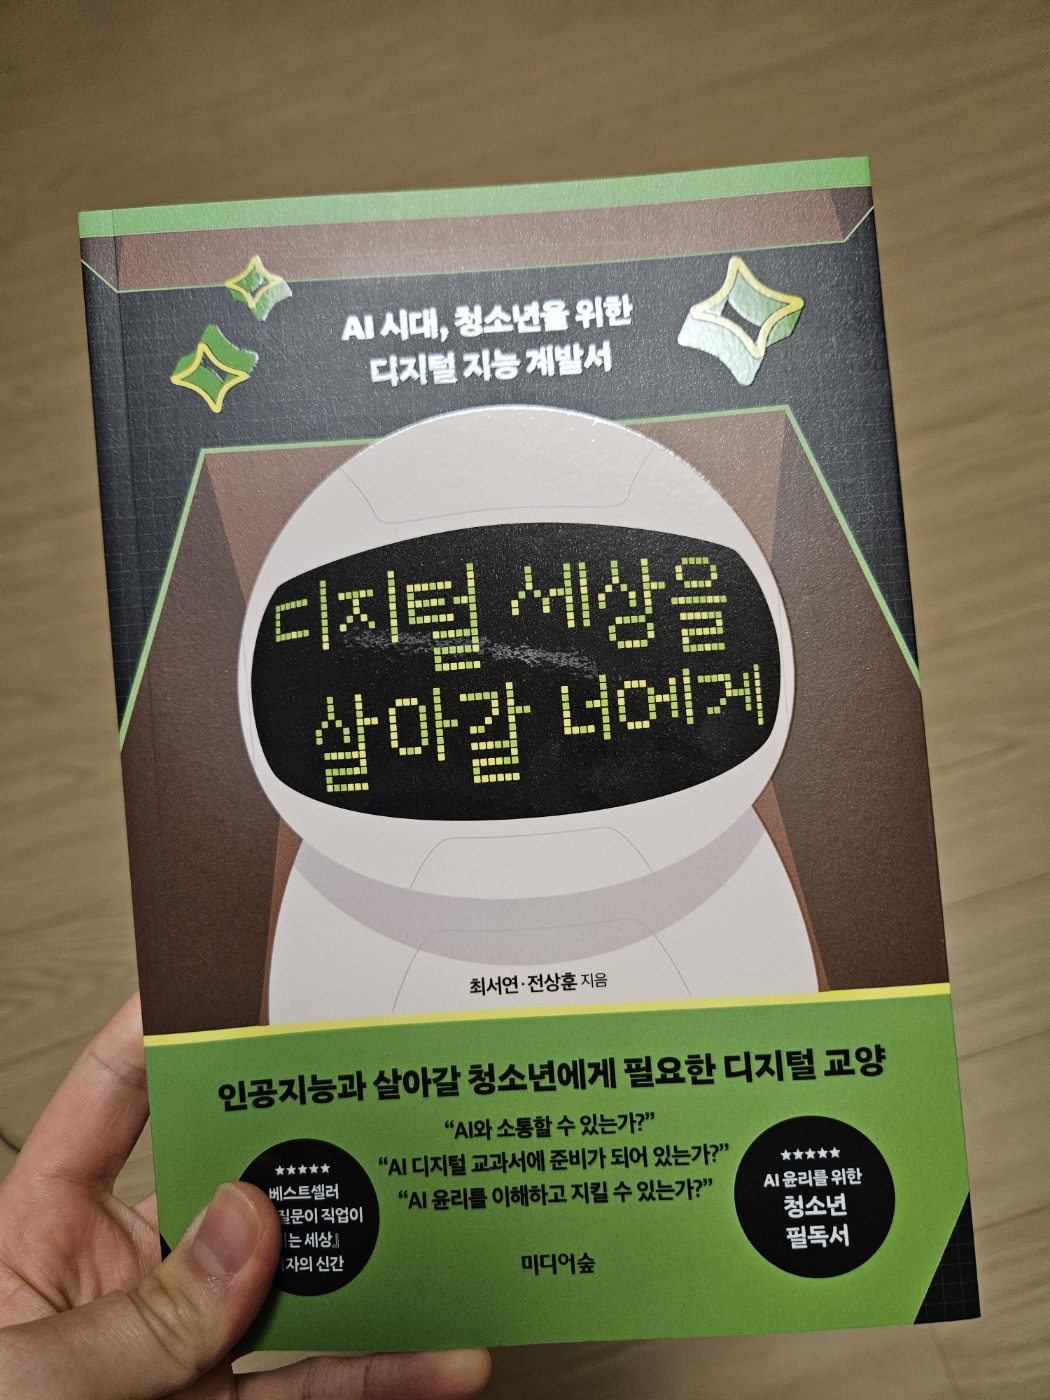 AI 시대, 청소년을 위한
디지털 지능 계발서
디지털 세상을
살아갈 너에게
최서연·전상훈 지음
인공지능과 살아갈 청소년에게 필요한 디지털 교양
“AI와 소통할 수 있는가?”
“AI 디지털 교과서에 준비가 되어 있는가?”
“AI 윤리를 이해하고 지킬 수 있는가?”
★★★★★
베스트셀러
질문이 직업이
는 세상』
신간
★★★★★
AI 윤리를 위한
청소년
필독서
미디어숲